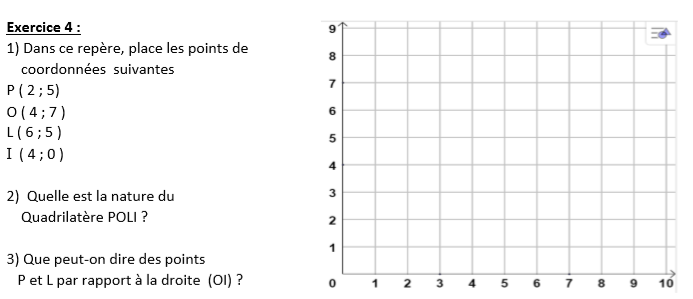 Exercice 4 :
1) Dans ce repère, place les points de
coordonnées suivantes
P ( 2 ; 5)
O ( 4 ; 7 )
L ( 6 ; 5 )
I ( 4 ; 0 )
2) Quelle est la nature du
Quadrilatère POLI ?
3) Que peut-on dire des points
P et L par rapport à la droite (OI) ?
9
8
7
6
5
4
3
2
1
0 1 2 3 4 5 6 7 8 9 10